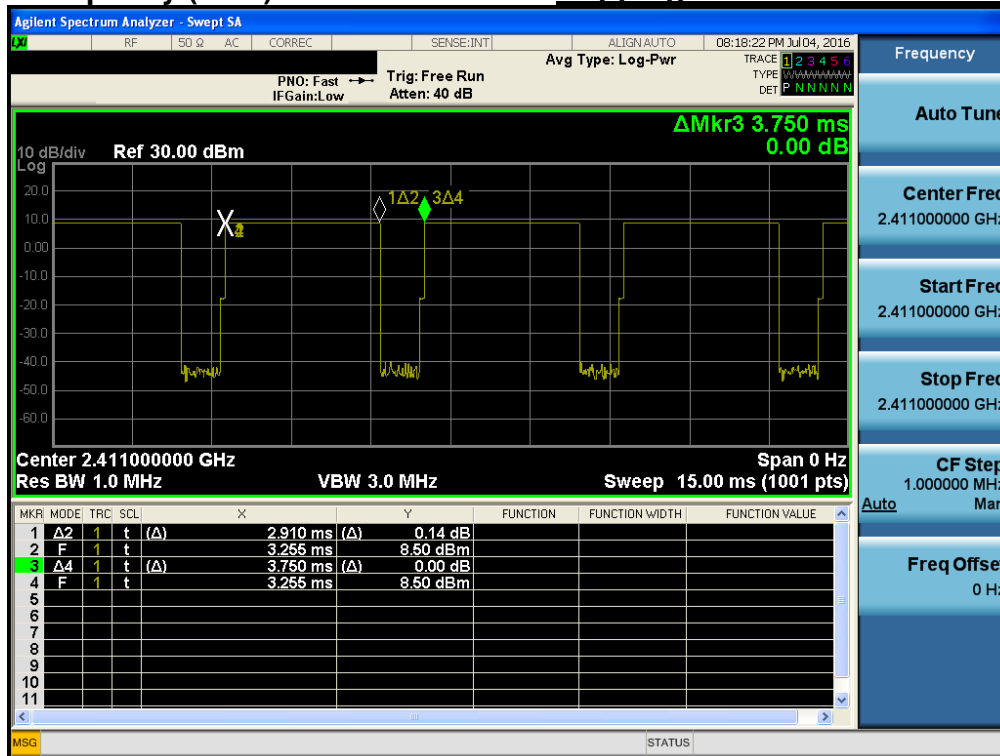 Agilent Spectrum Analyzer - Swept SA
LXI RF 50 Ω AC CORREC SENSE:INT ALIGN AUTO 08:18:22 PM Jul 04, 2016
Avg Type: Log-Pwr TRACE 1 2 3 4 5 6
PNO: Fast Trig: Free Run TYPE WWWWWW
IFGain:Low Atten: 40 dB DET P N N N N N
ΔMkr3 3.750 ms
0.00 dB
10 dB/div Ref 30.00 dBm
Log
20.0
10.0
0.00
-10.0
-20.0
-30.0
-40.0
-50.0
-60.0
1Δ2 3Δ4
Center 2.411000000 GHz Span 0 Hz
Res BW 1.0 MHz VBW 3.0 MHz Sweep 15.00 ms (1001 pts)
MKR MODE TRC SCL X Y FUNCTION FUNCTION WIDTH FUNCTION VALUE
1 Δ2 1 t (Δ) 2.910 ms (Δ) 0.14 dB
2 F 1 t 3.255 ms 8.50 dBm
3 Δ4 1 t (Δ) 3.750 ms (Δ) 0.00 dB
4 F 1 t 3.255 ms 8.50 dBm
5
6
7
8
9
10
11
MSG STATUS
Frequency
Auto Tune
Center Freq
2.411000000 GHz
Start Freq
2.411000000 GHz
Stop Freq
2.411000000 GHz
CF Step
1.000000 MHz
Auto Man
Freq Offset
0 Hz